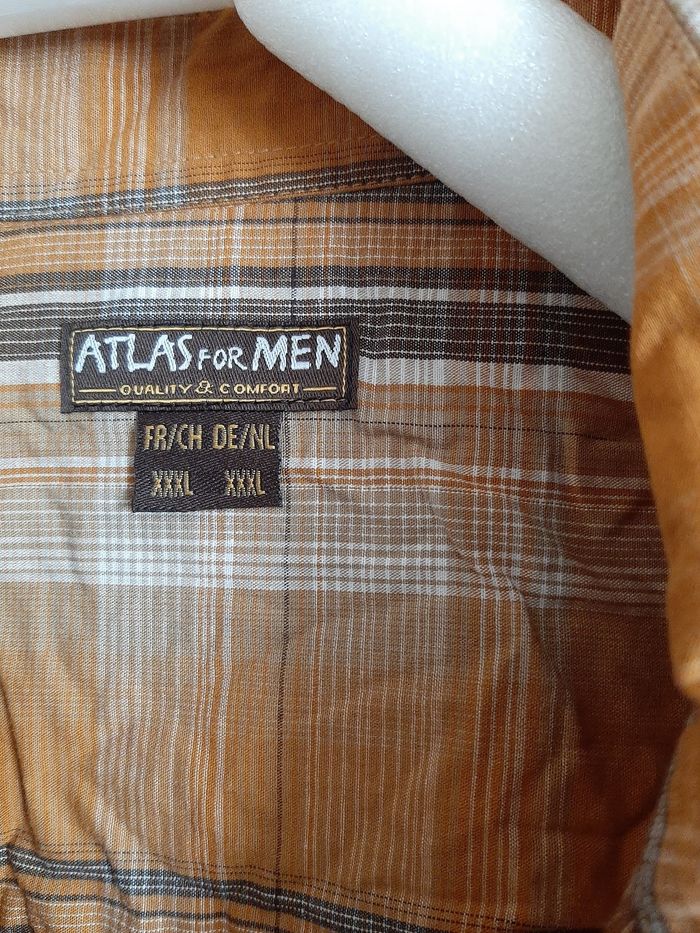 ATLAS FOR MEN
QUALITY & COMFORT
FR/CH DE/NL
XXXL XXXL